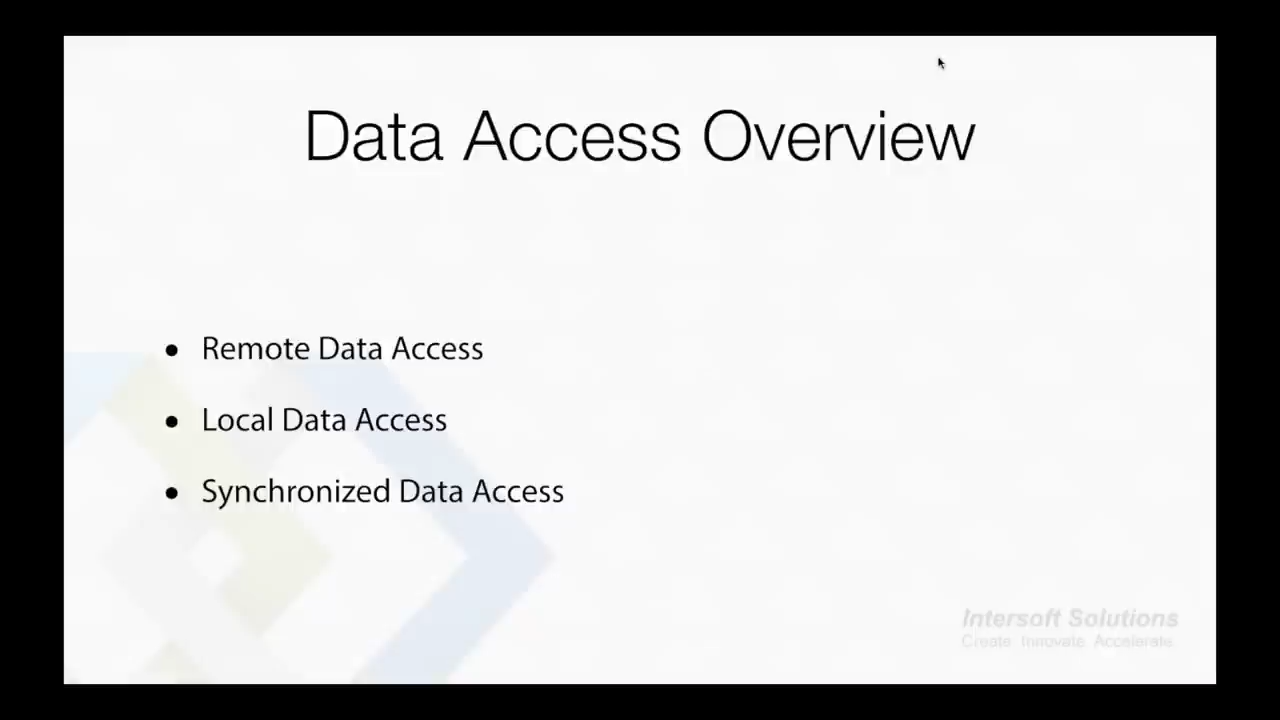 Data Access Overview
• Remote Data Access
• Local Data Access
• Synchronized Data Access
Intersoft Solutions
Create Innovate Accelerate